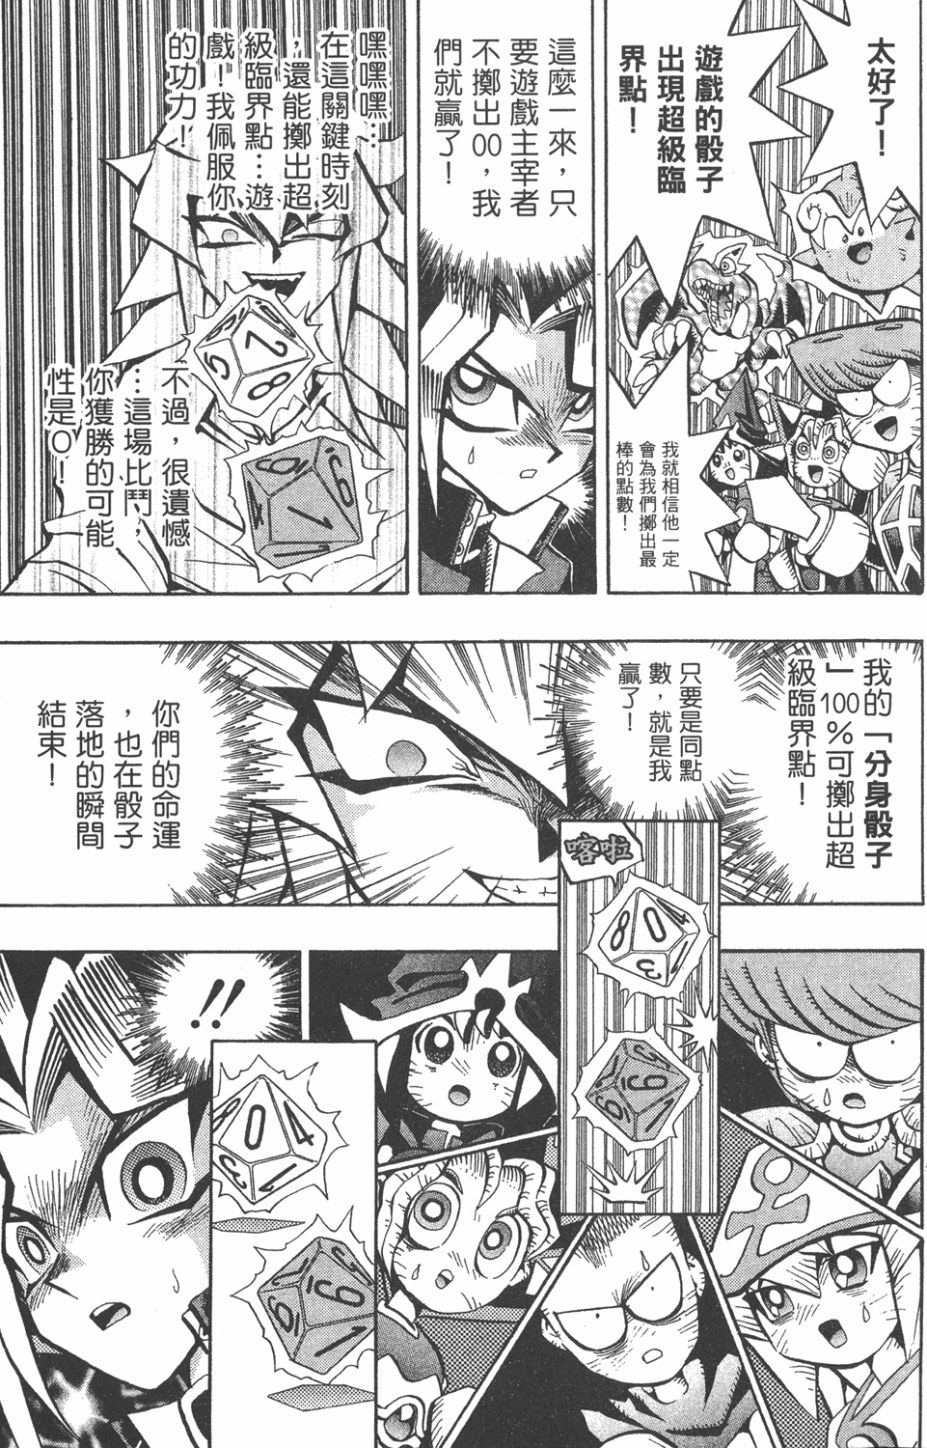 太好了！
遊戲的骰子
出現超級臨
界點！
我就相信他一定
會為我們擲出最
棒的點數！
這麼一來，只
要遊戲主宰者
不擲出00，我
們就贏了！
嘿嘿嘿…
在這關鍵時刻
，還能擲出超
級臨界點…遊
戲！我佩服你
的功力！
不過，很遺憾
…這場比鬥，
你獲勝的可能
性是0！
我的「分身骰子
」100%可擲出超
級臨界點！
只要是同點
數，就是我
贏了！
你們的命運
，也在骰子
落地的瞬間
結束！
喀啦
!!